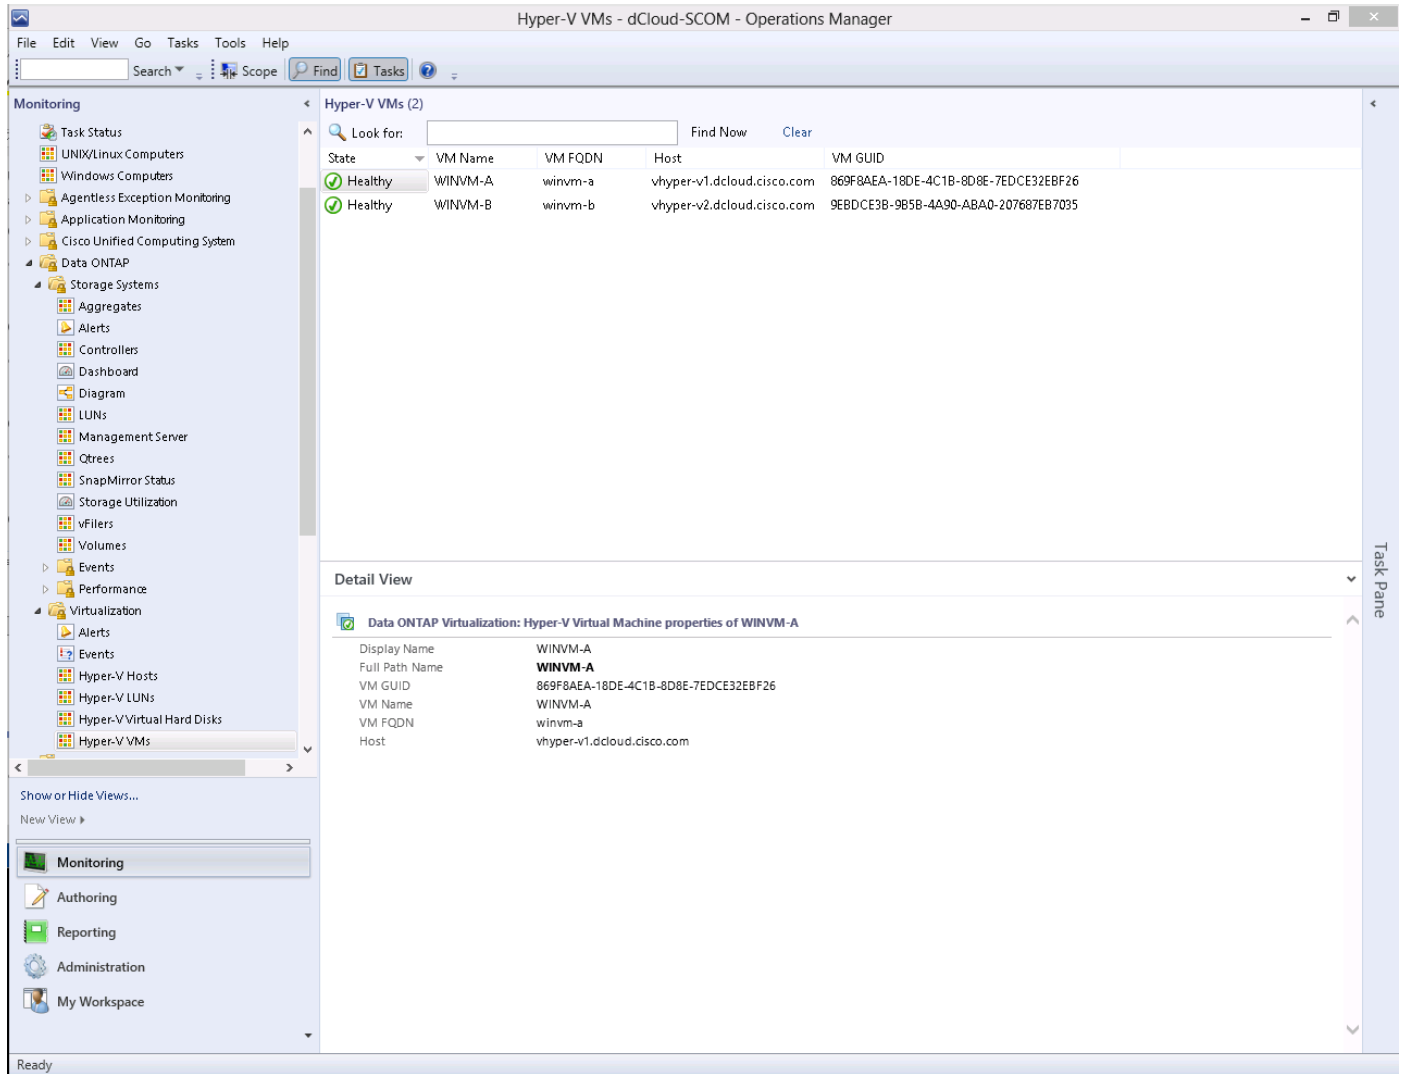 Hyper-V VMs - dCloud-SCOM - Operations Manager
File Edit View Go Tasks Tools Help
Search Scope Find Tasks
Monitoring
Task Status
UNIX/Linux Computers
Windows Computers
Agentless Exception Monitoring
Application Monitoring
Cisco Unified Computing System
Data ONTAP
Storage Systems
Aggregates
Alerts
Controllers
Dashboard
Diagram
LUNs
Management Server
Qtrees
SnapMirror Status
Storage Utilization
vFilers
Volumes
Events
Performance
Virtualization
Alerts
Events
Hyper-V Hosts
Hyper-V LUNs
Hyper-V Virtual Hard Disks
Hyper-V VMs
Show or Hide Views...
New View
Monitoring
Authoring
Reporting
Administration
My Workspace
Hyper-V VMs (2)
Look for: Find Now Clear
State VM Name VM FQDN Host VM GUID
Healthy WINVM-A winvm-a vhyper-v1.dcloud.cisco.com 869F8AEA-18DE-4C1B-8D8E-7EDCE32EBF26
Healthy WINVM-B winvm-b vhyper-v2.dcloud.cisco.com 9EBDCE3B-9B5B-4A90-ABA0-207687EB7035
Detail View
Data ONTAP Virtualization: Hyper-V Virtual Machine properties of WINVM-A
Display Name WINVM-A
Full Path Name WINVM-A
VM GUID 869F8AEA-18DE-4C1B-8D8E-7EDCE32EBF26
VM Name WINVM-A
VM FQDN winvm-a
Host vhyper-v1.dcloud.cisco.com
Task Pane
Ready